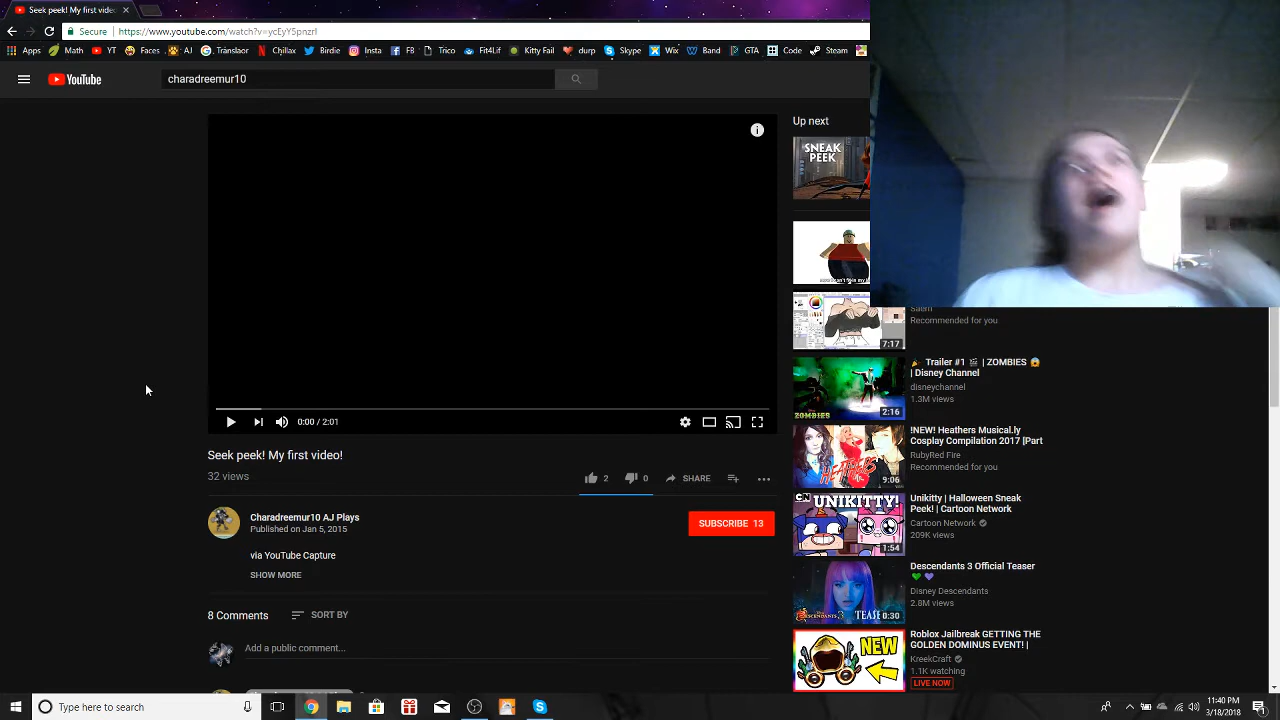 Seek peek! My first video!
Secure https://www.youtube.com/watch?v=ycEyY5pnzrI
Apps Math YT Faces AJ Translaor Chillax Birdie Insta FB Trico Fit4Lif Kitty Fail durp Skype Wix Band GTA Code Steam
YouTube
charadreemur10
Up next
SNEAK
PEEK
Recommended for you
7:17
Trailer #1 | ZOMBIES
| Disney Channel
disneychannel
1.3M views
ZOMBIES
2:16
0:00 / 2:01
!NEW! Heathers Musical.ly
Cosplay Compilation 2017 |Part
RubyRed Fire
Recommended for you
HEATHERS
9:06
Seek peek! My first video!
32 views
2 0 SHARE
Charadreemur10 AJ Plays
Published on Jan 5, 2015
SUBSCRIBE 13
via YouTube Capture
SHOW MORE
CN UNIKITTY!
1:54
Unikitty | Halloween Sneak
Peek! | Cartoon Network
Cartoon Network
209K views
Descendants 3 Official Teaser
Disney Descendants
2.8M views
0:30
8 Comments SORT BY
Add a public comment...
NEW
Roblox Jailbreak GETTING THE
GOLDEN DOMINUS EVENT! |
KreekCraft
1.1K watching
LIVE NOW
Type here to search
11:40 PM
3/18/2018